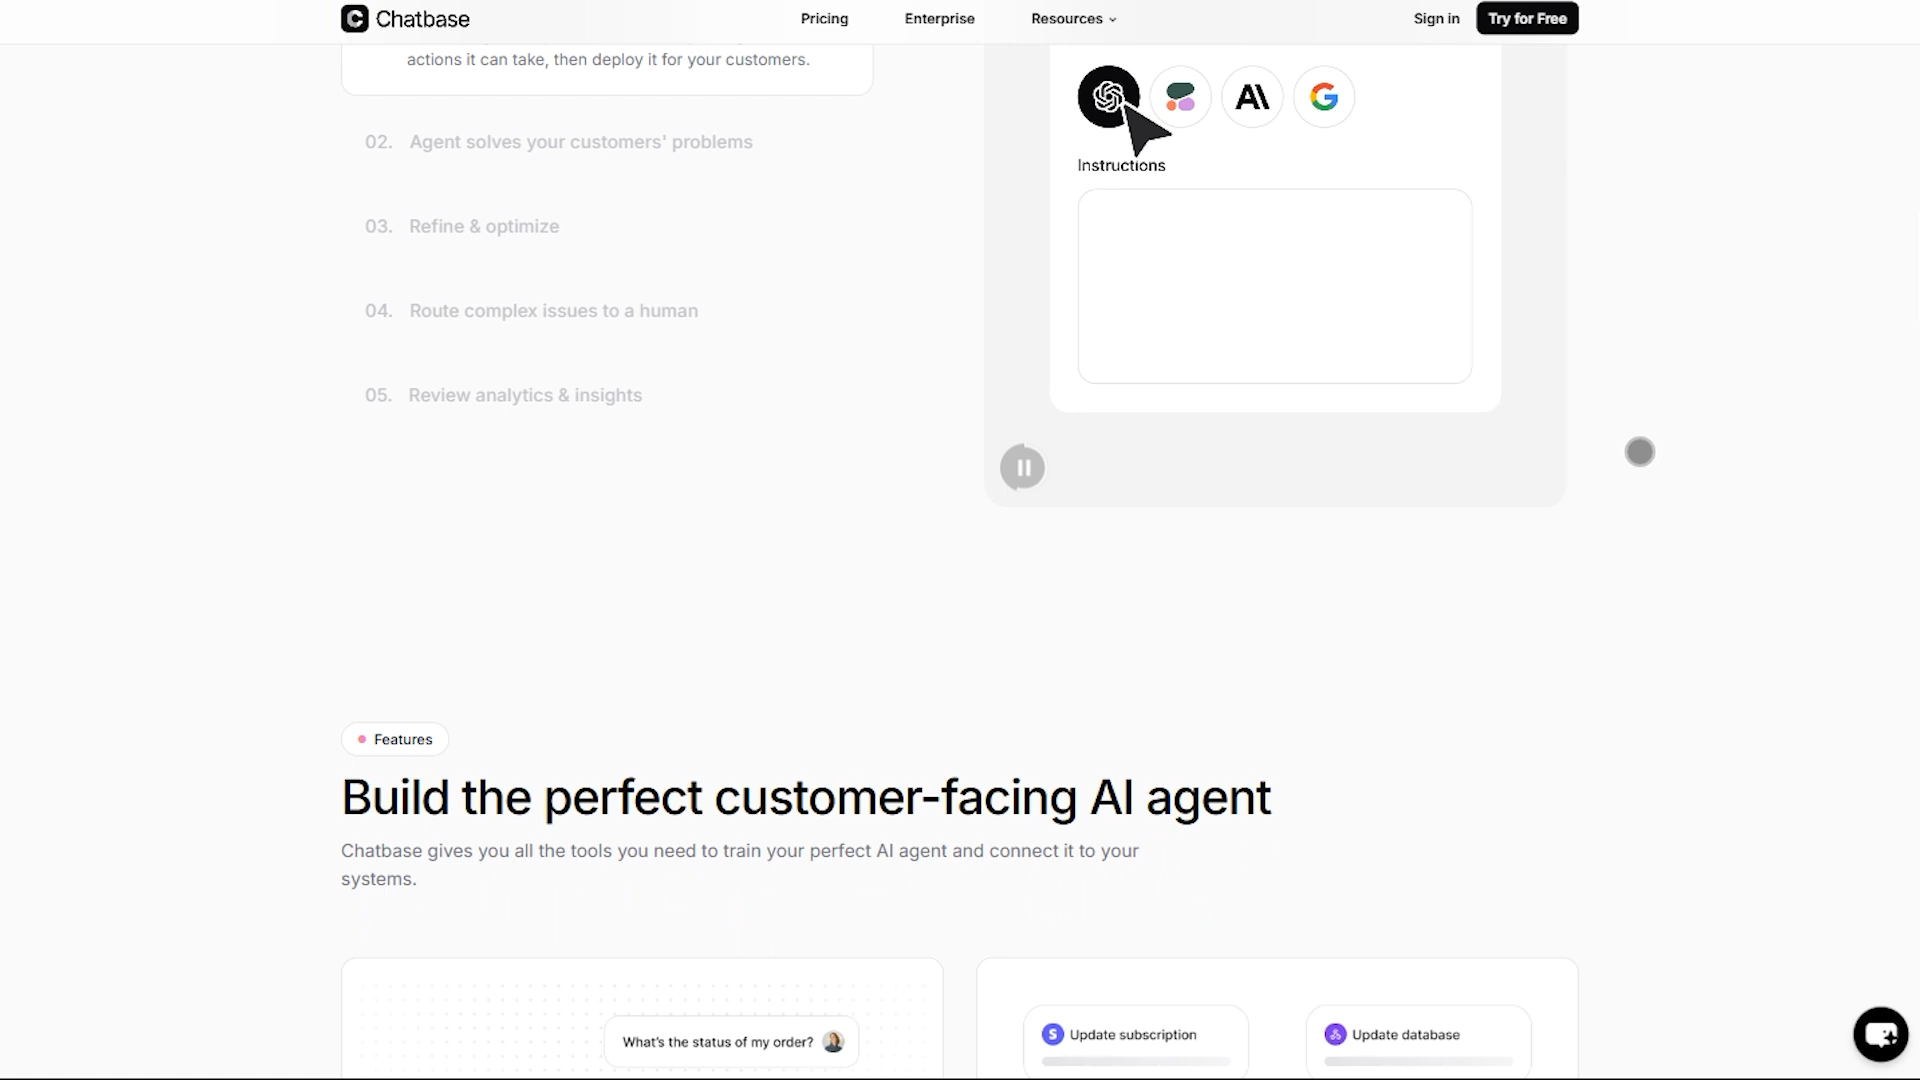 Chatbase
Pricing
Enterprise
Resources
Sign in
Try for Free
actions it can take, then deploy it for your customers.
02. Agent solves your customers' problems
03. Refine & optimize
04. Route complex issues to a human
05. Review analytics & insights
Instructions
Features
Build the perfect customer-facing AI agent
Chatbase gives you all the tools you need to train your perfect AI agent and connect it to your
systems.
What's the status of my order?
Update subscription
Update database